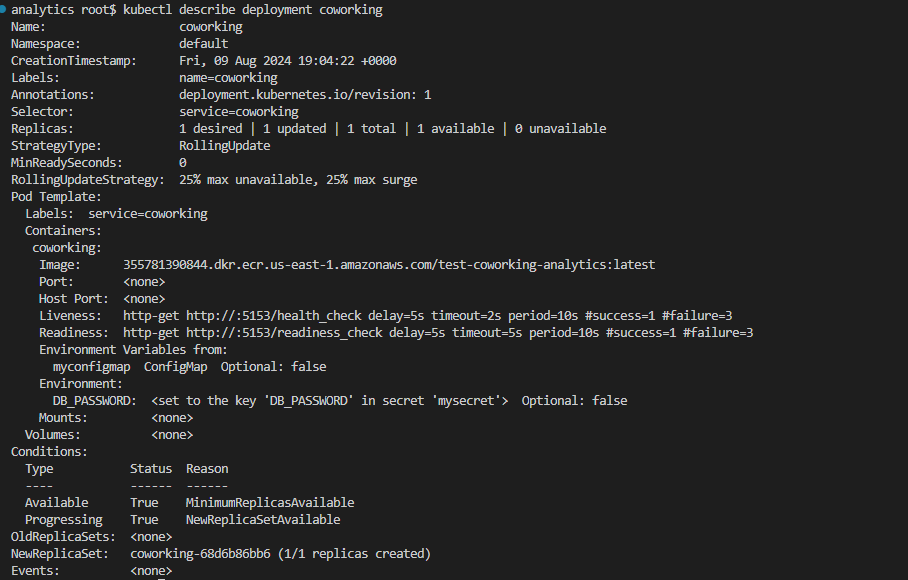 analytics root$ kubectl describe deployment coworking
Name:                   coworking
Namespace:              default
CreationTimestamp:      Fri, 09 Aug 2024 19:04:22 +0000
Labels:                 name=coworking
Annotations:            deployment.kubernetes.io/revision: 1
Selector:               service=coworking
Replicas:               1 desired | 1 updated | 1 total | 1 available | 0 unavailable
StrategyType:           RollingUpdate
MinReadySeconds:        0
RollingUpdateStrategy:  25% max unavailable, 25% max surge
Pod Template:
  Labels:  service=coworking
  Containers:
   coworking:
    Image:      355781390844.dkr.ecr.us-east-1.amazonaws.com/test-coworking-analytics:latest
    Port:       <none>
    Host Port:  <none>
    Liveness:   http-get http://:5153/health_check delay=5s timeout=2s period=10s #success=1 #failure=3
    Readiness:  http-get http://:5153/readiness_check delay=5s timeout=5s period=10s #success=1 #failure=3
    Environment Variables from:
      myconfigmap  ConfigMap  Optional: false
    Environment:
      DB_PASSWORD:  <set to the key 'DB_PASSWORD' in secret 'mysecret'>  Optional: false
    Mounts:         <none>
  Volumes:          <none>
Conditions:
  Type           Status  Reason
  ----           ------  ------
  Available      True    MinimumReplicasAvailable
  Progressing    True    NewReplicaSetAvailable
OldReplicaSets:  <none>
NewReplicaSet:   coworking-68d6b86bb6 (1/1 replicas created)
Events:          <none>